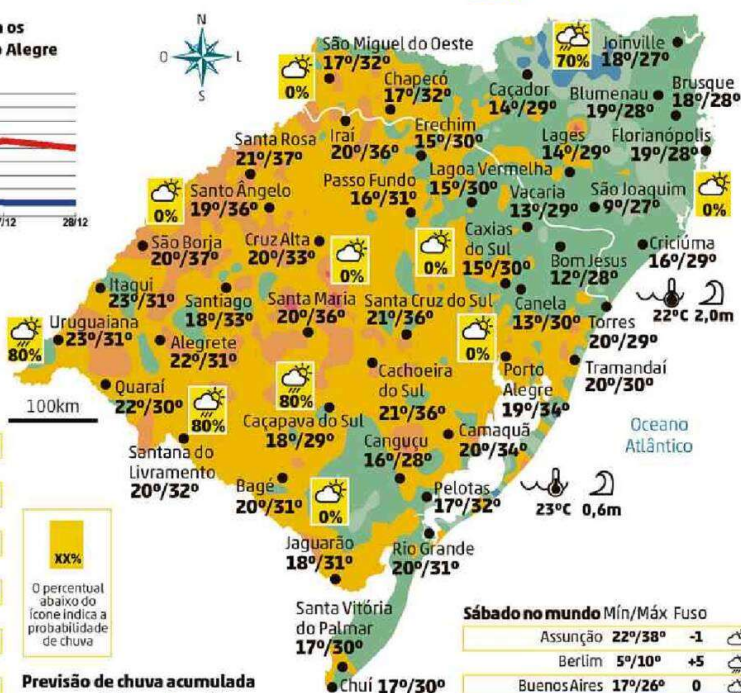 os
Alegre
28/12
N
L
S
São Miguel do Oeste
17º/32º
0%
Chapecó
17º/32º
70%
Joinville
18º/27º
Caçador
14º/29º
Blumenau
19º/28º
Brusque
18º/28º
Santa Rosa
21º/37º
Iraí
20º/36º
Erechim
15º/30º
Lages
14º/29º
Florianópolis
19º/28º
0%
Santo Ângelo
19º/36º
Passo Fundo
16º/31º
Lagoa Vermelha
15º/30º
Vacaria
13º/29º
São Joaquim
9º/27º
0%
São Borja
20º/37º
Cruz Alta
20º/33º
0%
0%
Caxias
do Sul
15º/30º
Bom Jesus
12º/28º
Criciúma
16º/29º
Itaqui
23º/31º
Santiago
18º/33º
Santa Maria
20º/36º
Santa Cruz do Sul
21º/36º
Canela
13º/30º
22ºC 2,0m
Torres
20º/29º
80%
Uruguaiana
23º/31º
Alegrete
22º/31º
0%
Porto
Alegre
19º/34º
Tramandaí
20º/30º
Quaraí
22º/30º
80%
80%
Cachoeira
do Sul
21º/36º
100km
Caçapava do Sul
18º/29º
Camaquã
20º/34º
Oceano
Atlântico
Santana do
Livramento
20º/32º
Canguçu
16º/28º
Bagé
20º/31º
0%
Pelotas
17º/32º
23ºC 0,6m
Jaguarão
18º/31º
Rio Grande
20º/31º
XX%
O percentual
abaixo do
ícone indica a
probabilidade
de chuva
Santa Vitória
do Palmar
17º/30º
Chuí 17º/30º
Previsão de chuva acumulada
Sábado no mundo Mín/Máx Fuso
Assunção 22º/38º -1
Berlim 5º/10º +5
Buenos Aires 17º/26º 0